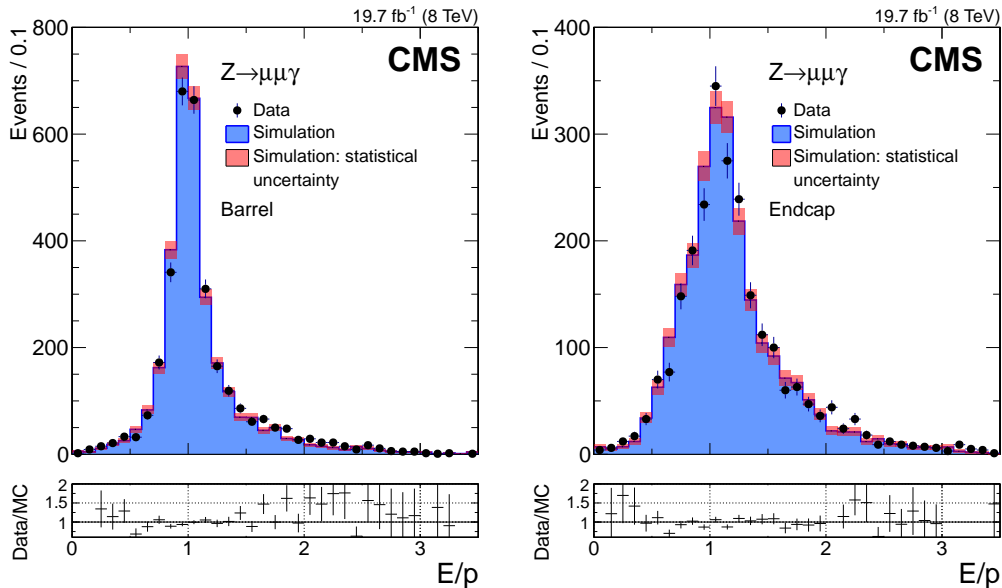 19.7 fb⁻¹ (8 TeV)
CMS
Z→μμγ
Data
Simulation
Simulation: statistical
uncertainty
Barrel
Events / 0.1
800
600
400
200
0
Data/MC
2
1.5
1
0 1 2 3
E/p
19.7 fb⁻¹ (8 TeV)
CMS
Z→μμγ
Data
Simulation
Simulation: statistical
uncertainty
Endcap
Events / 0.1
400
300
200
100
0
Data/MC
2
1.5
1
0 1 2 3
E/p